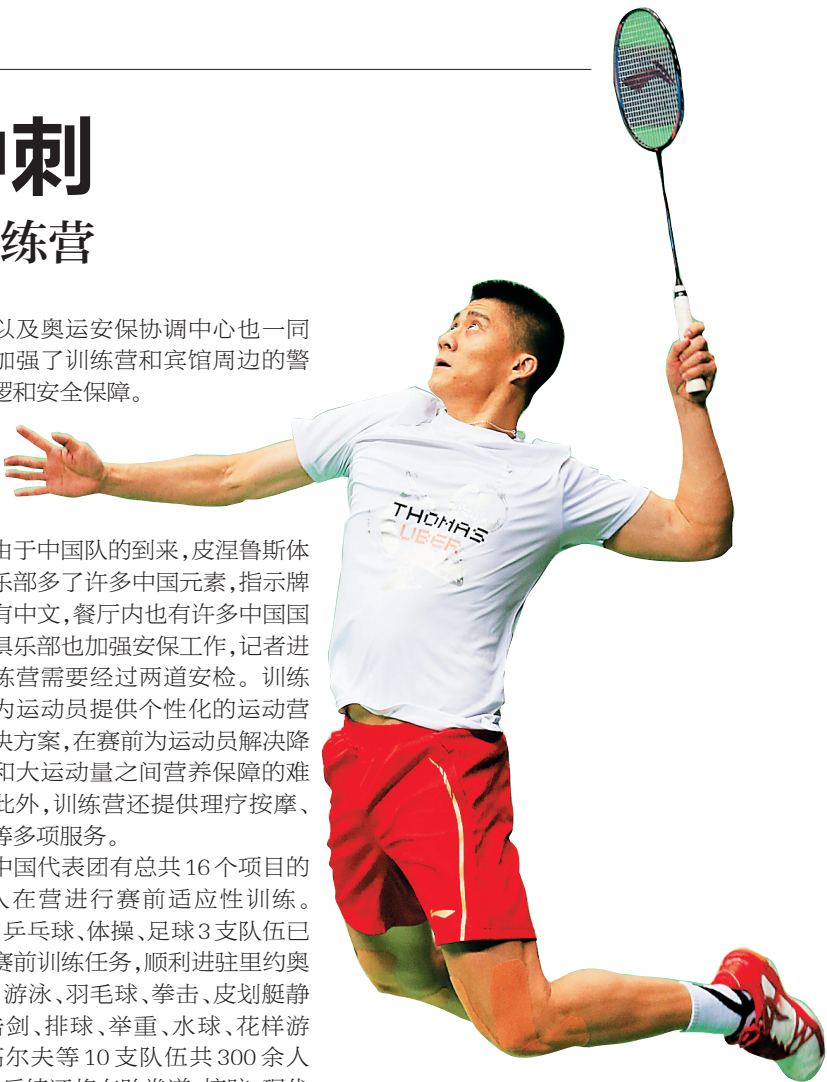 冲刺
练营
以及奥运安保协调中心也一同
加强了训练营和宾馆周边的警
逻和安全保障。
由于中国队的到来,皮涅鲁斯体
乐部多了许多中国元素,指示牌
有中文,餐厅内也有许多中国国
俱乐部也加强安保工作,记者进
练营需要经过两道安检。训练
为运动员提供个性化的运动营
决方案,在赛前为运动员解决降
和大运动量之间营养保障的难
此外,训练营还提供理疗按摩、
等多项服务。
中国代表团有总共16个项目的
人在营进行赛前适应性训练。
乒乓球、体操、足球3支队伍已
赛前训练任务,顺利进驻里约奥
游泳、羽毛球、拳击、皮划艇静
击剑、排球、举重、水球、花样游
高尔夫等10支队伍共300余人
THOMAS
UBER